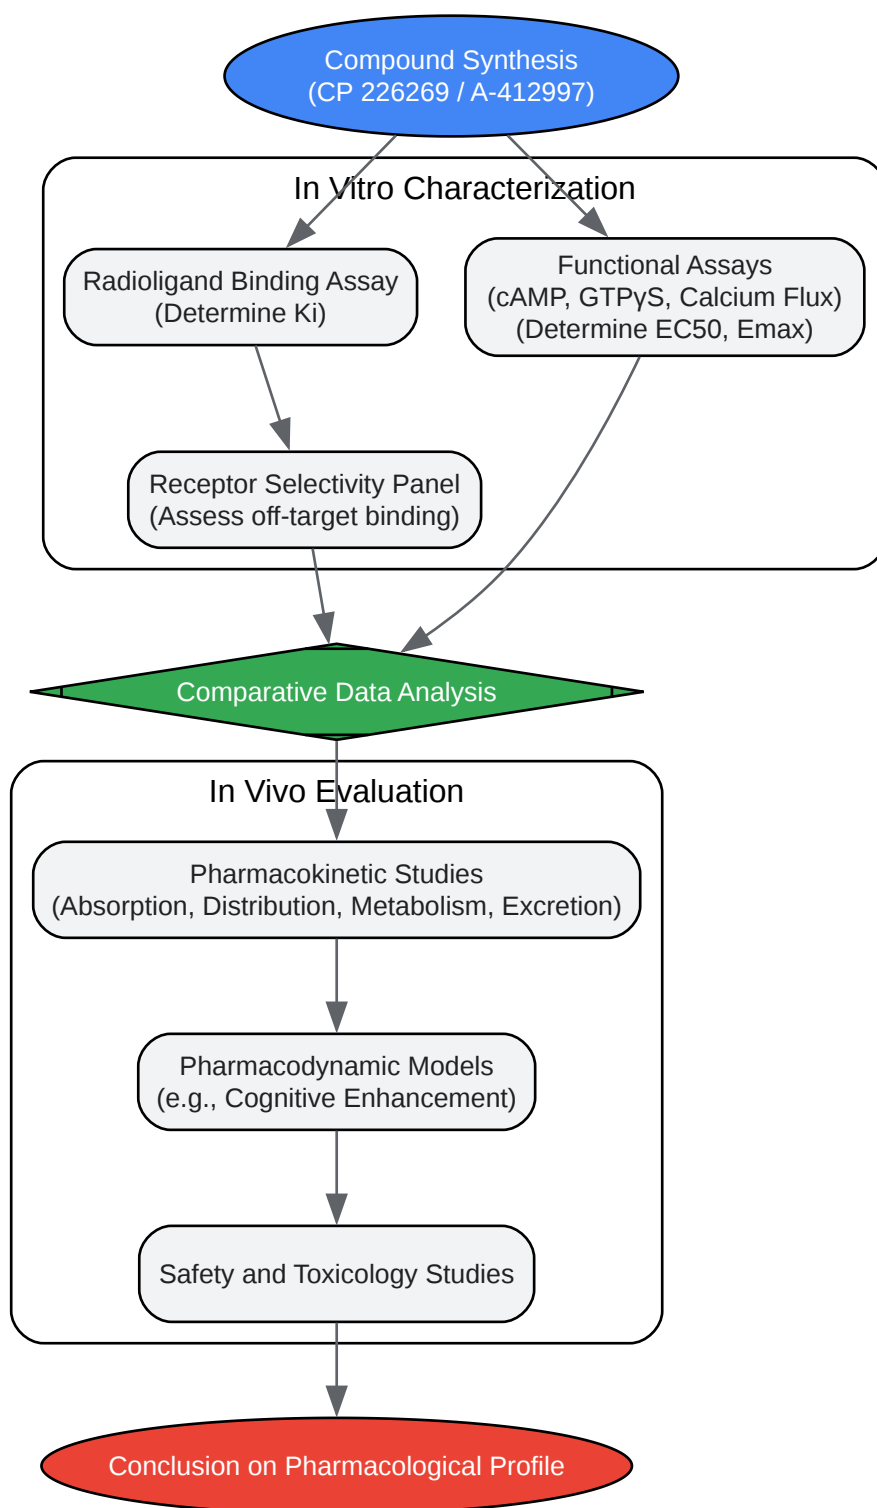 Compound Synthesis
(CP 226269 / A-412997)
In Vitro Characterization
Radioligand Binding Assay
(Determine Ki)
Functional Assays
(cAMP, GTPγS, Calcium Flux)
(Determine EC50, Emax)
Receptor Selectivity Panel
(Assess off-target binding)
Comparative Data Analysis
In Vivo Evaluation
Pharmacokinetic Studies
(Absorption, Distribution, Metabolism, Excretion)
Pharmacodynamic Models
(e.g., Cognitive Enhancement)
Safety and Toxicology Studies
Conclusion on Pharmacological Profile